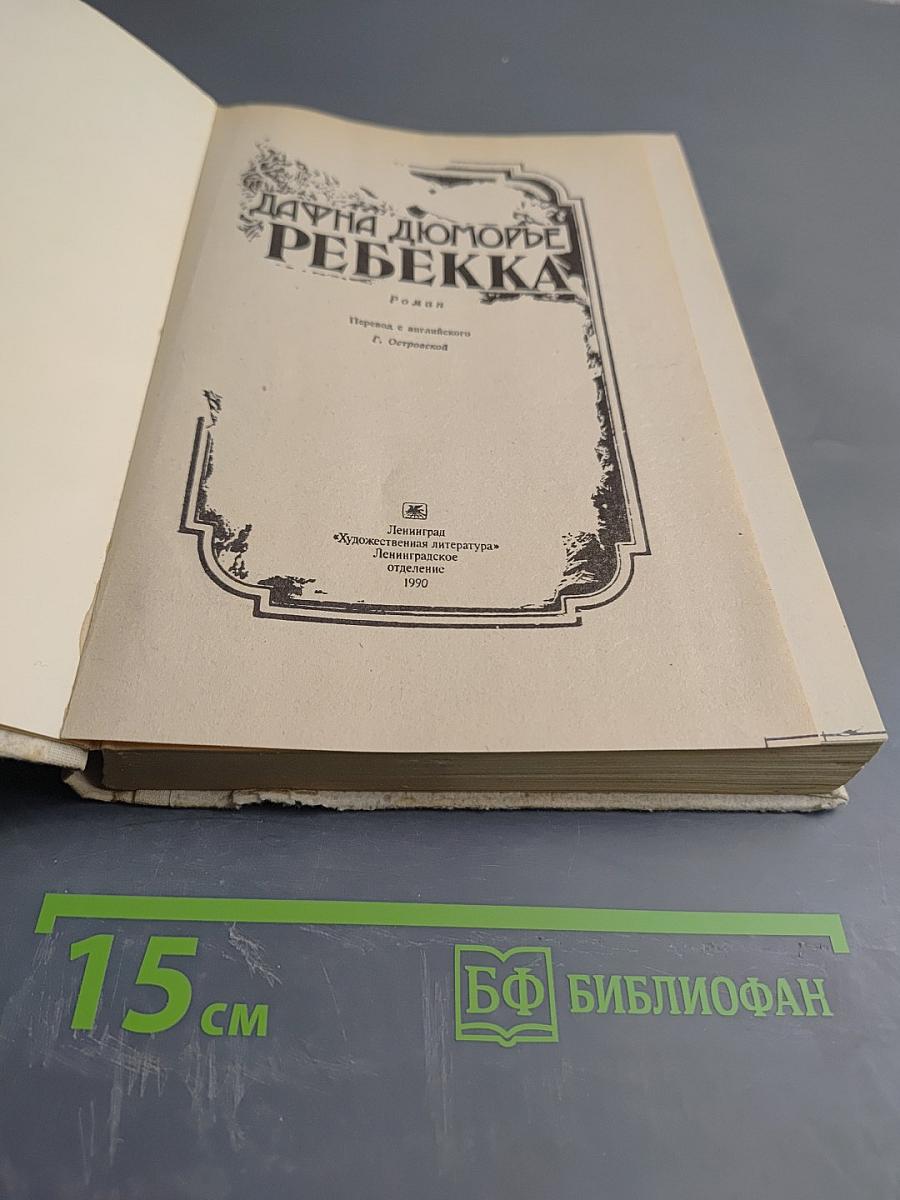 ДАФНА ДЮМОРЬЕ
РЕБЕККА
Роман
Перевод с английского
Г. Островской
Ленинград
«Художественная литература»
Ленинградское
отделение
1990
15 см
БФ БИБЛИОФАН